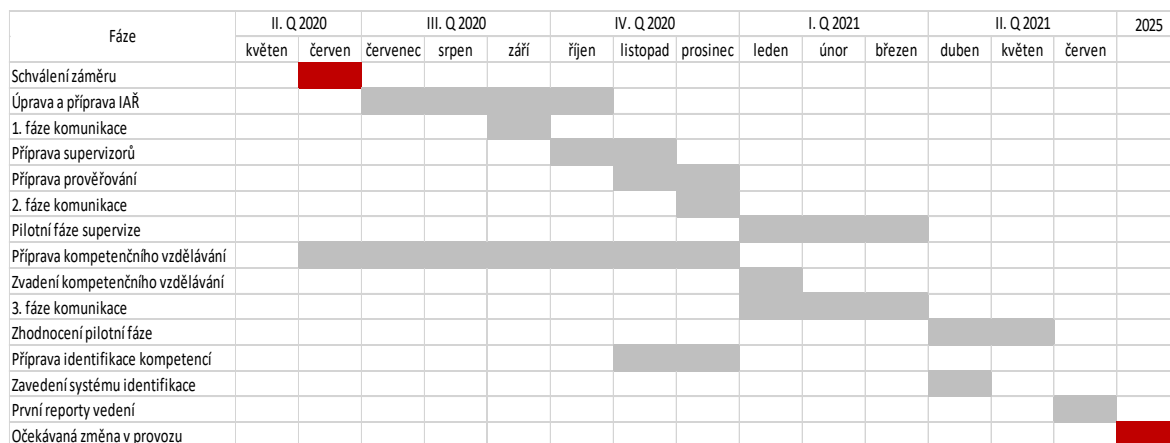 Fáze II. Q 2020 III. Q 2020 IV. Q 2020 I. Q 2021 II. Q 2021 2025
květen červen červenec srpen září říjen listopad prosinec leden únor březen duben květen červen
Schválení záměru
Úprava a příprava IAŘ
1. fáze komunikace
Příprava supervizorů
Příprava prověřování
2. fáze komunikace
Pilotní fáze supervize
Příprava kompetenčního vzdělávání
Zvadení kompetenčního vzdělávání
3. fáze komunikace
Zhodnocení pilotní fáze
Příprava identifikace kompetencí
Zavedení systému identifikace
První reporty vedení
Očekávaná změna v provozu